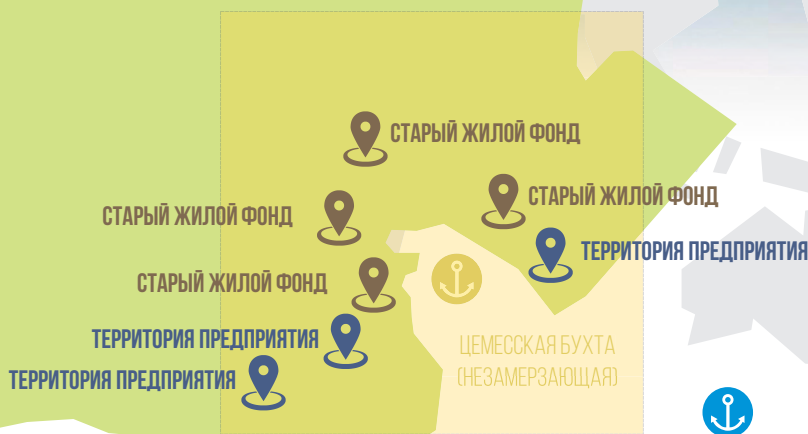 СТАРЫЙ ЖИЛОЙ ФОНД
СТАРЫЙ ЖИЛОЙ ФОНД
СТАРЫЙ ЖИЛОЙ ФОНД
ТЕРРИТОРИЯ ПРЕДПРИЯТИЯ
СТАРЫЙ ЖИЛОЙ ФОНД
ТЕРРИТОРИЯ ПРЕДПРИЯТИЯ
ЦЕМЕССКАЯ БУХТА
(НЕЗАМЕРЗАЮЩАЯ)
ТЕРРИТОРИЯ ПРЕДПРИЯТИЯ